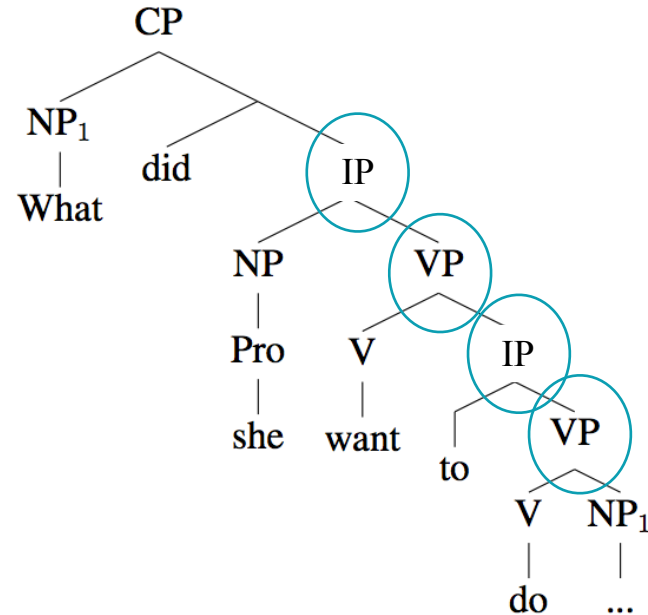 CP
NP₁
did
IP
What
NP
VP
Pro
V
IP
she
want
to
VP
V
NP₁
do
...